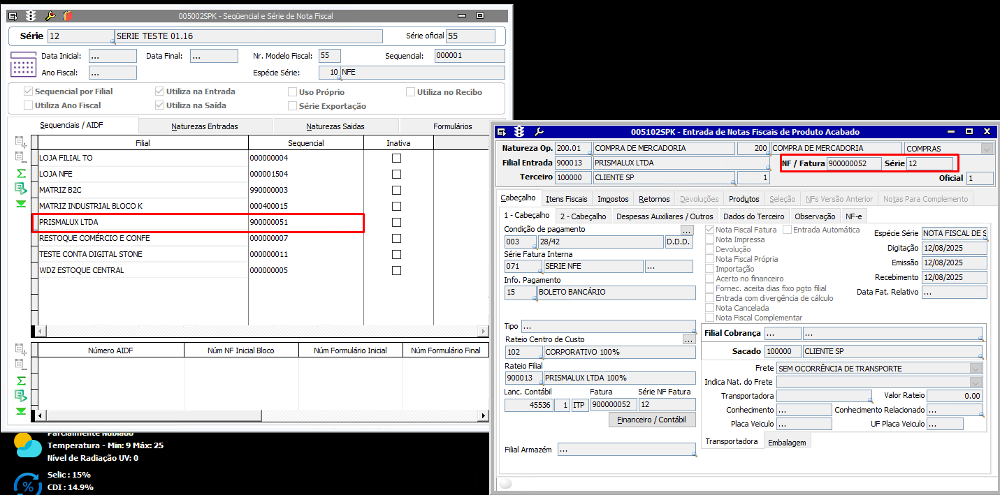 005002SPK - Seqüencial e Série de Nota Fiscal
Série 12 SERIE TESTE 01.16 Série oficial 55
Data Inicial: ... Data Final: ... Nr. Modelo Fiscal: 55 Sequencial: 000001
Ano Fiscal: ... Espécie Série: 10 NFE
Sequencial por Filial Utiliza na Entrada Uso Próprio Utiliza no Recibo
Utiliza Ano Fiscal Utiliza na Saída Série Exportação
Sequenciais / AIDF Naturezas Entradas Naturezas Saidas Formulários
Filial Sequencial Inativa
LOJA FILIAL TO 000000004
LOJA NFE 000001504
MATRIZ B2C 990000003
MATRIZ INDUSTRIAL BLOCO K 000400015
PRISMALUX LTDA 900000051
RESTOQUE COMÉRCIO E CONFE 000000007
TESTE CONTA DIGITAL STONE 000000011
WDZ ESTOQUE CENTRAL 000000005
Número AIDF Núm NF Inicial Bloco Núm Formulário Inicial Núm Formulário Final
Parcialmente Nublado
Temperatura - Min: 9 Máx: 25
Nível de Radiação UV: 0
Selic : 15%
CDI : 14.9%
005102SPK - Entrada de Notas Fiscais de Produto Acabado
Natureza Op. 200.01 COMPRA DE MERCADORIA 200 COMPRA DE MERCADORIA COMPRAS
Filial Entrada 900013 PRISMALUX LTDA NF / Fatura 900000052 Série 12
Terceiro 100000 CLIENTE SP 1 Oficial 1
Cabeçalho Itens Fiscais Impostos Retornos Devoluções Produtos Seleção NFs Versão Anterior Notas Para Complemento
1 - Cabeçalho 2 - Cabeçalho Despesas Auxiliares / Outros Dados do Terceiro Observação NF-e
Condição de pagamento ...
003 28/42 D.D.D.
Série Fatura Interna
071 SERIE NFE ...
Info. Pagamento
15 BOLETO BANCÁRIO
Tipo ...
Rateio Centro de Custo ...
102 CORPORATIVO 100%
Rateio Filial
900013 PRISMALUX LTDA 100%
Lanc. Contábil Fatura Série NF Fatura
45536 1 ITP 900000052 12
Financeiro / Contábil
Filial Armazém ...
Nota Fiscal Fatura Entrada Automática
Nota Impressa
Devolução
Nota Fiscal Própria
Importação
Acerto no financeiro
Fornec. aceita dias fixo pgto filial
Entrada com divergência de cálculo
Nota Cancelada
Nota Fiscal Complementar
Espécie Série NOTA FISCAL DE S
Digitação 12/08/2025
Emissão 12/08/2025
Recebimento 12/08/2025
Data Fat. Relativo ...
Filial Cobrança ... ...
Sacado 100000 CLIENTE SP
Frete SEM OCORRÊNCIA DE TRANSPORTE
Indica Nat. do Frete
Transportadora Valor Rateio 0.00
Conhecimento ... Conhecimento Relacionado ...
Placa Veiculo ... UF Placa Veiculo ...
Transportadora Embalagem